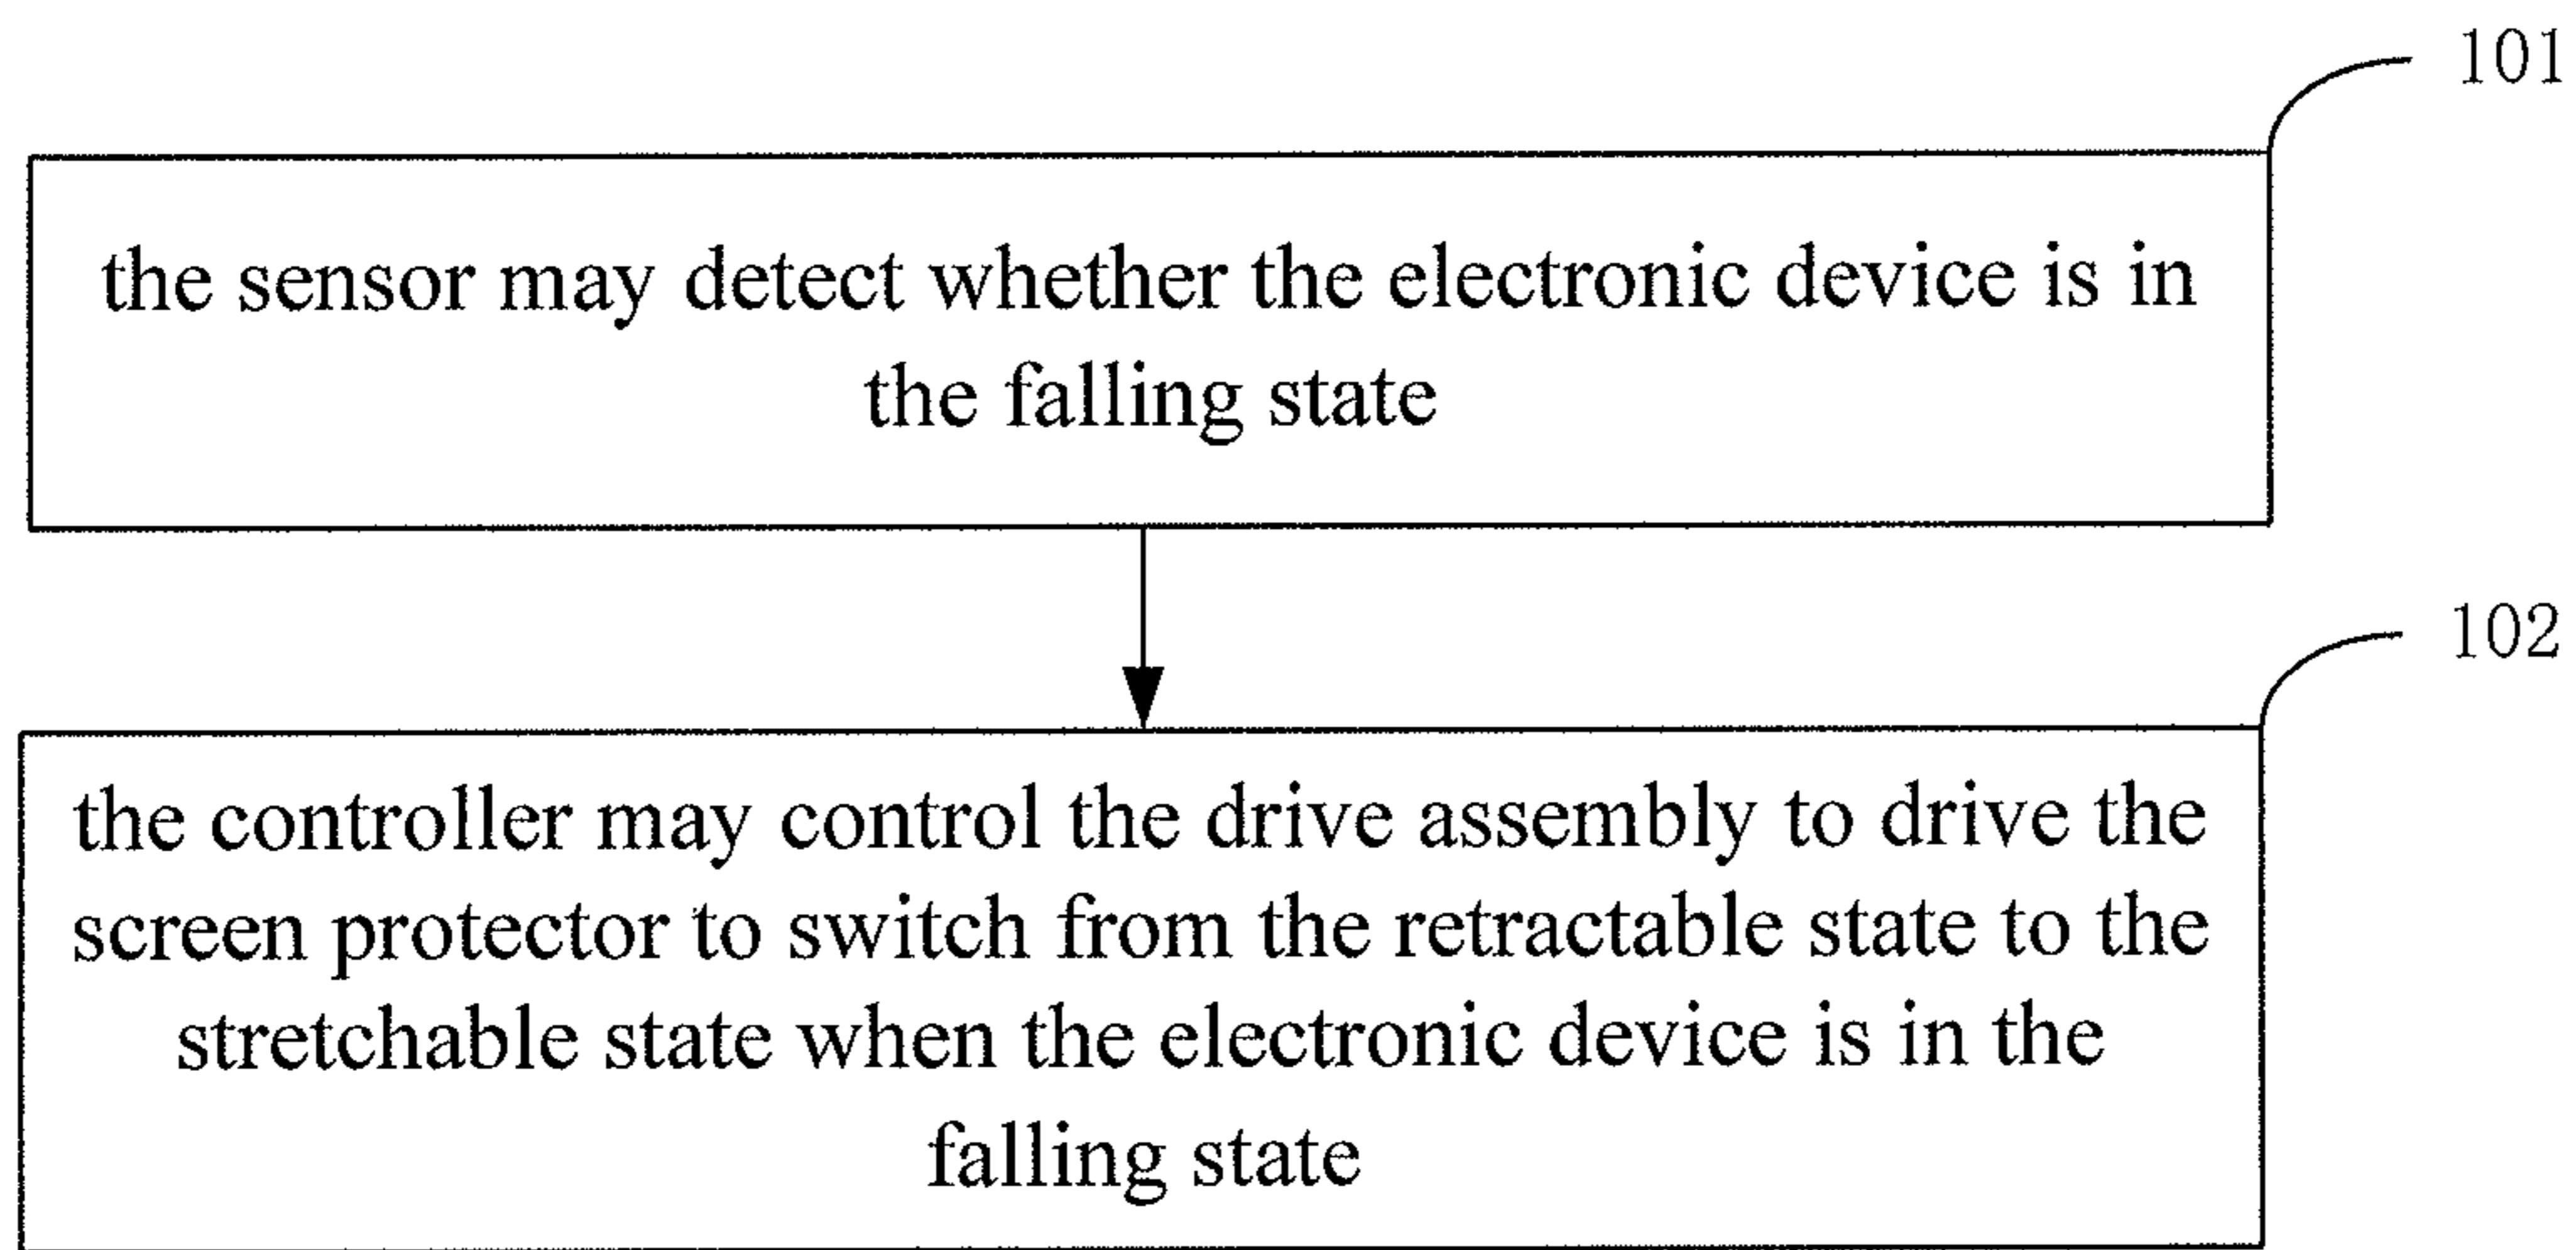 101
the sensor may detect whether the electronic device is in
the falling state
102
the controller may control the drive assembly to drive the
screen protector to switch from the retractable state to the
stretchable state when the electronic device is in the
falling state